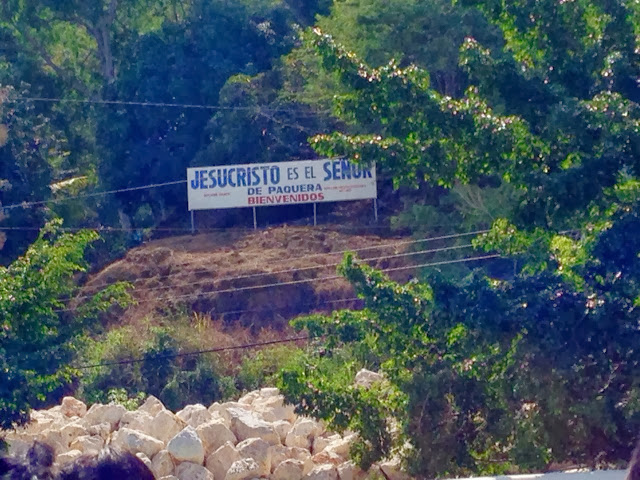 JESUCRISTO ES EL SEÑOR
DE PAQUERA
BIENVENIDOS